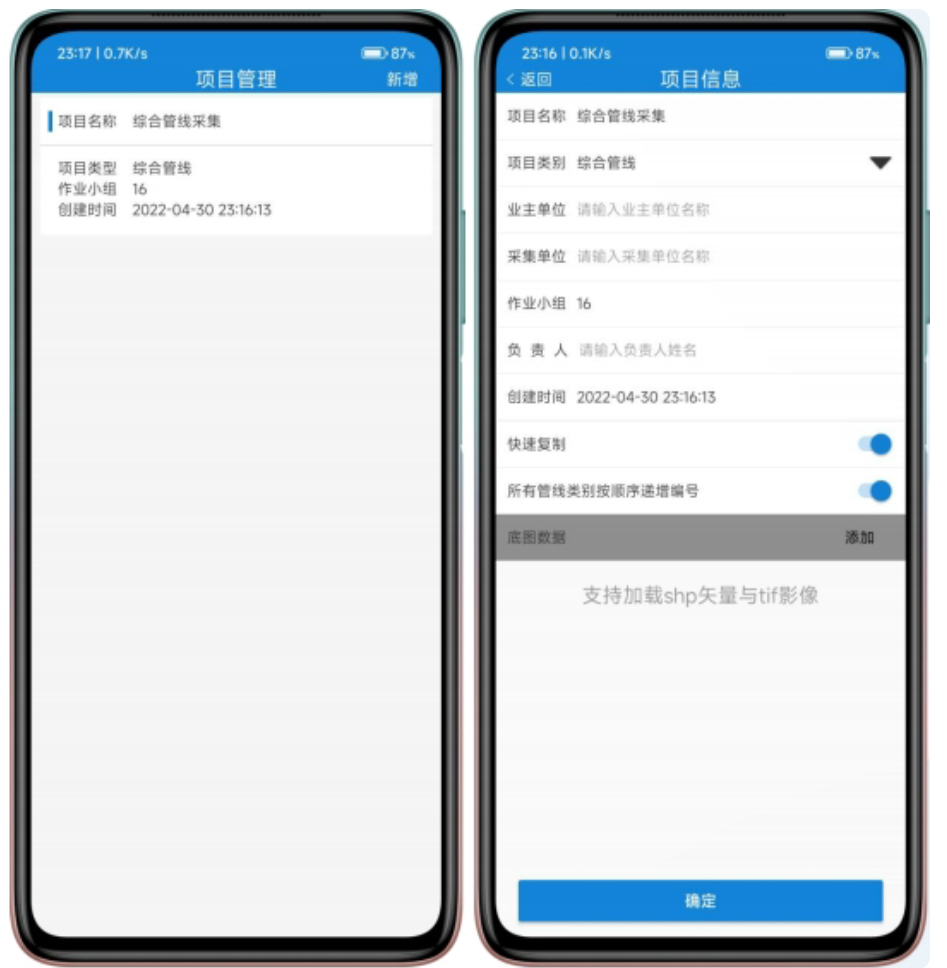 23:17 | 0.7K/s 87%
项目管理 新增
项目名称 综合管线采集
项目类型 综合管线
作业小组 16
创建时间 2022-04-30 23:16:13
23:16 | 0.1K/s 87%
返回 项目信息
项目名称 综合管线采集
项目类别 综合管线
业主单位 请输入业主单位名称
采集单位 请输入采集单位名称
作业小组 16
负 责 人 请输入负责人姓名
创建时间 2022-04-30 23:16:13
快速复制
所有管线类别按顺序递增编号
底图数据 添加
支持加载shp矢量与tif影像
确定